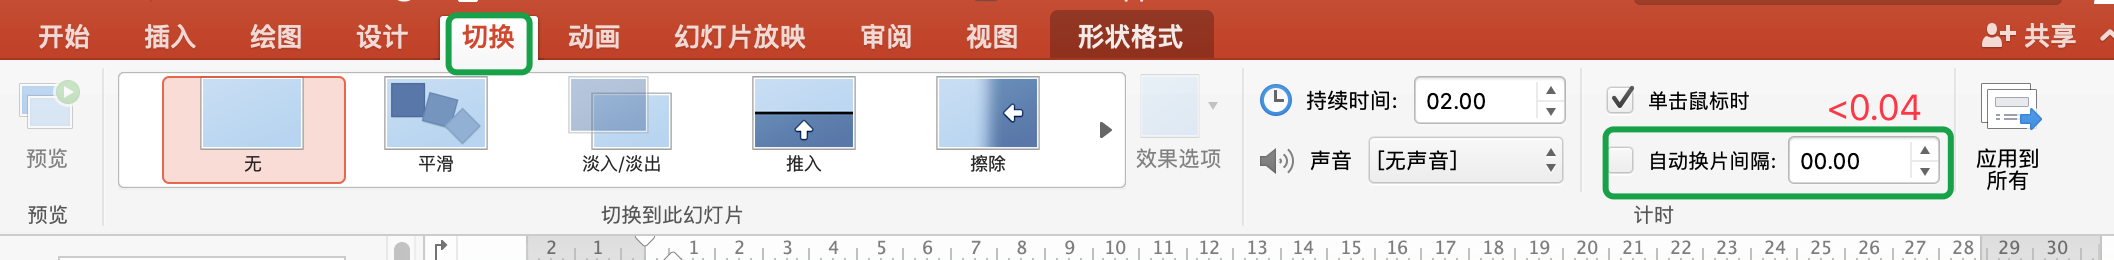 开始 插入 绘图 设计 切换 动画 幻灯片放映 审阅 视图 形状格式 共享
持续时间: 02.00 单击鼠标时 <0.04
预览 无 平滑 淡入/淡出 推入 擦除 效果选项 声音 [无声音] 自动换片间隔: 00.00 应用到
所有
预览 切换到此幻灯片 计时
2 1 1 2 3 4 5 6 7 8 9 10 11 12 13 14 15 16 17 18 19 20 21 22 23 24 25 26 27 28 29 30